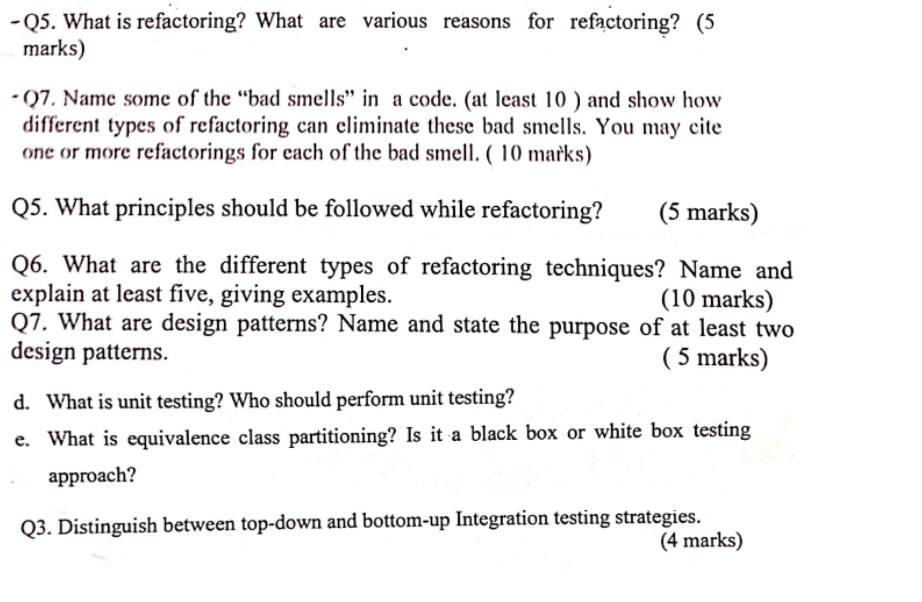 -Q5. What is refactoring? What are various reasons for refactoring? (5
marks)
-Q7. Name some of the “bad smells” in a code. (at least 10 ) and show how
different types of refactoring can eliminate these bad smells. You may cite
one or more refactorings for each of the bad smell. ( 10 marks)
Q5. What principles should be followed while refactoring? (5 marks)
Q6. What are the different types of refactoring techniques? Name and
explain at least five, giving examples. (10 marks)
Q7. What are design patterns? Name and state the purpose of at least two
design patterns. ( 5 marks)
d. What is unit testing? Who should perform unit testing?
e. What is equivalence class partitioning? Is it a black box or white box testing
approach?
Q3. Distinguish between top-down and bottom-up Integration testing strategies.
(4 marks)